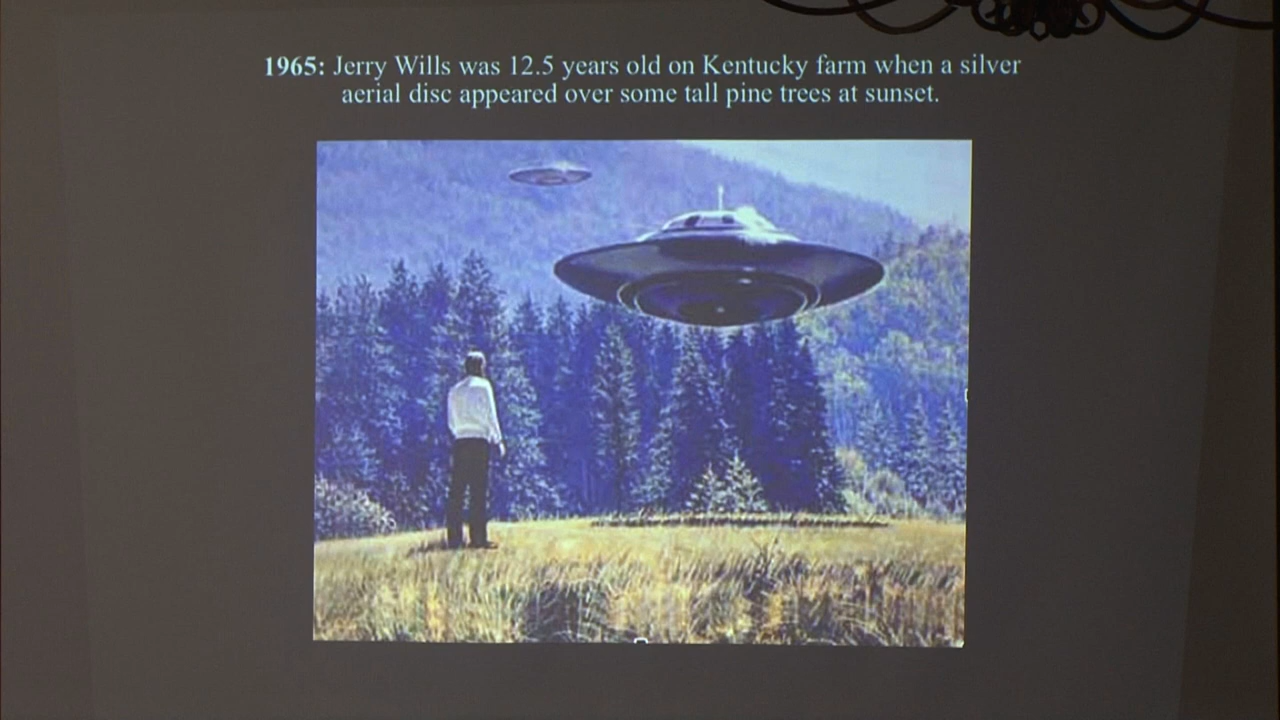 1965: Jerry Wills was 12.5 years old on Kentucky farm when a silver
aerial disc appeared over some tall pine trees at sunset.